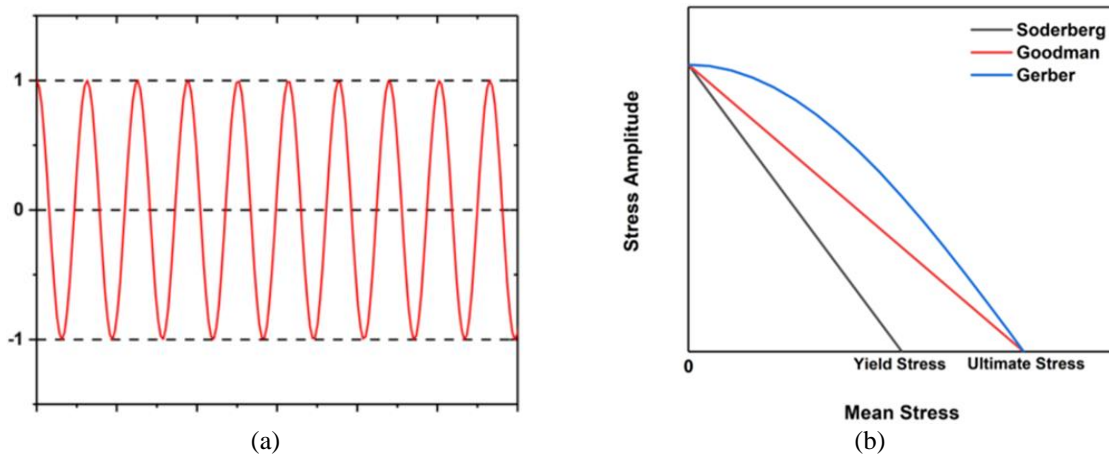 1
0
-1
(a)
Soderberg
Goodman
Gerber
Stress Amplitude
0
Yield Stress
Ultimate Stress
Mean Stress
(b)